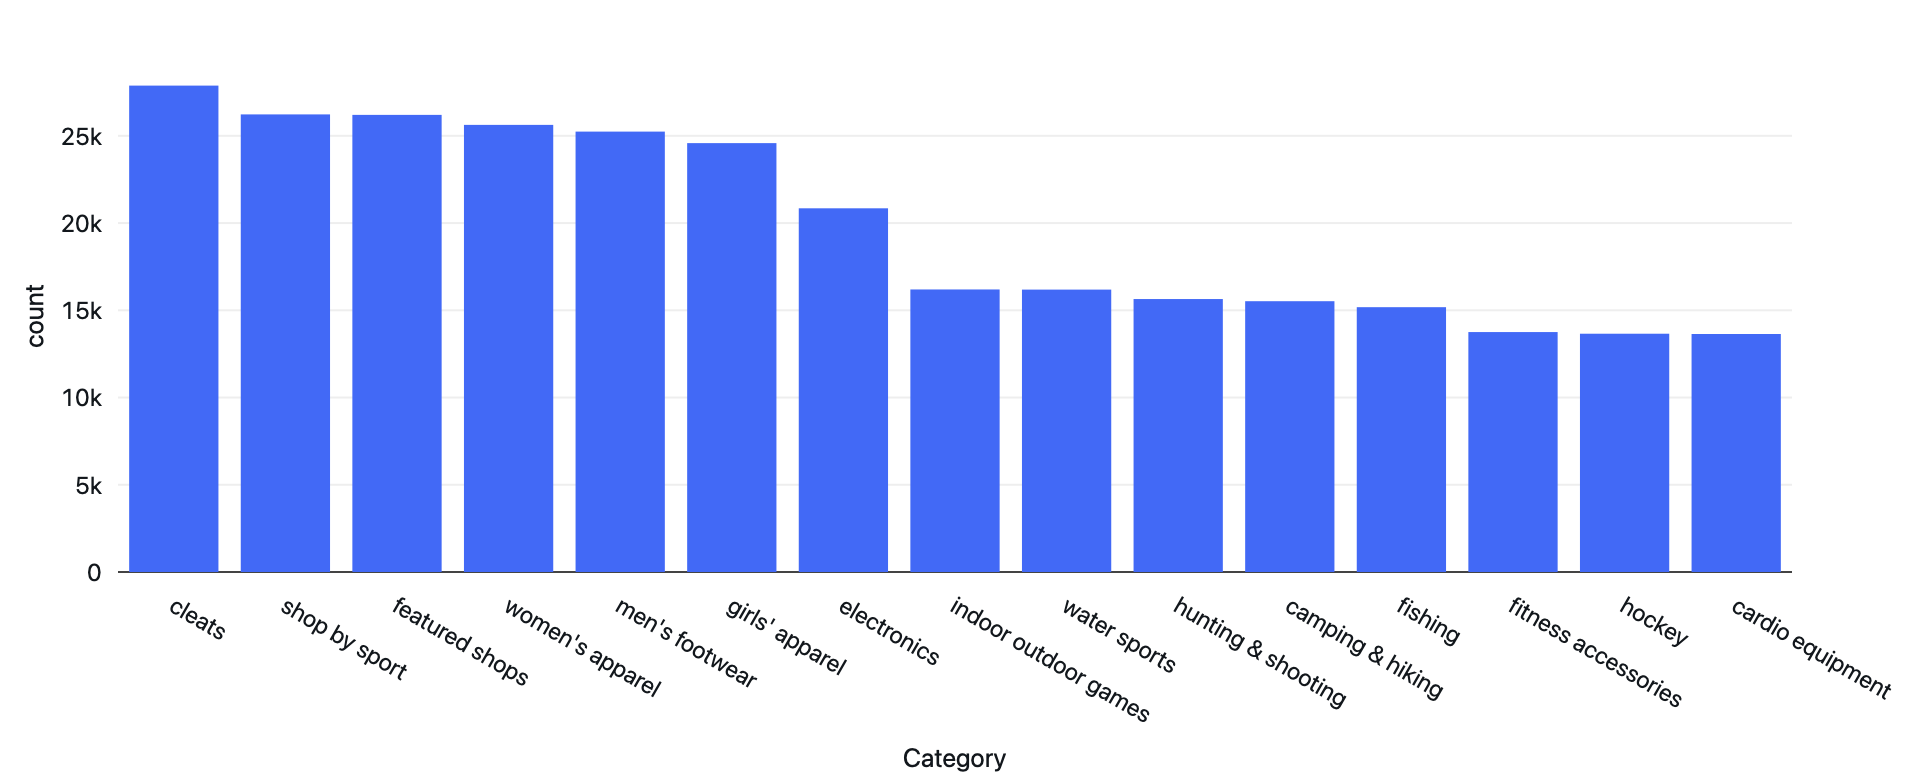 25k
20k
15k
10k
5k
0
count
cleats
shop by sport
featured shops
women's apparel
men's footwear
girls' apparel
electronics
indoor outdoor games
water sports
hunting & shooting
camping & hiking
fishing
fitness accessories
hockey
cardio equipment
Category